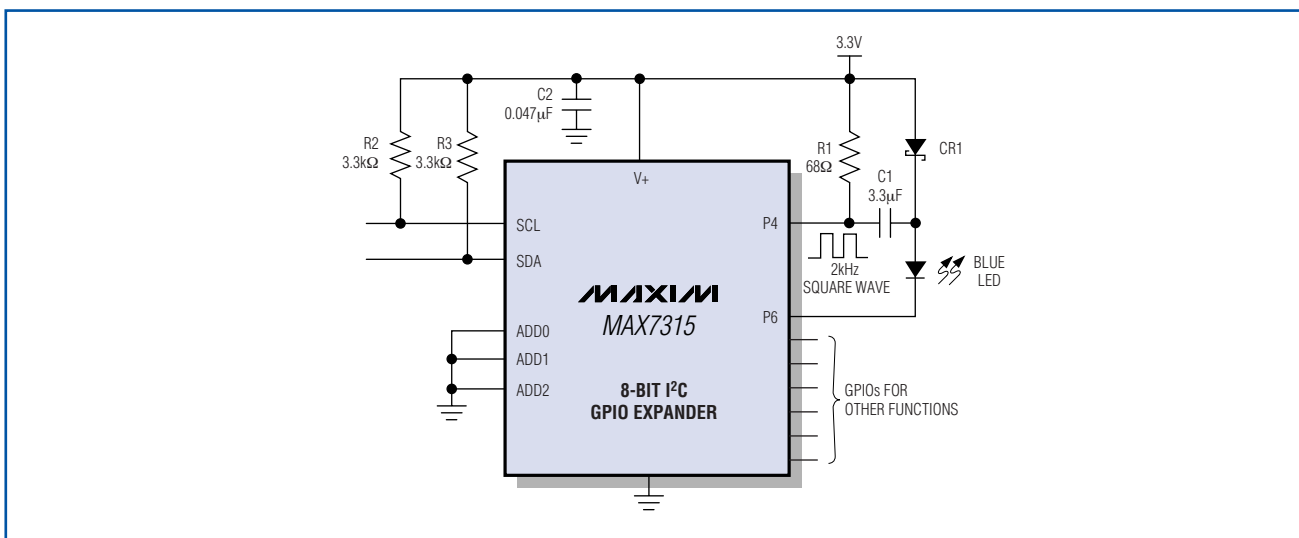 3.3V
C2
0.047µF
R2
3.3kΩ
R3
3.3kΩ
R1
68Ω
CR1
C1
3.3µF
V+
SCL
SDA
P4
2kHz
SQUARE WAVE
BLUE
LED
MAXIM
MAX7315
P6
ADD0
ADD1
ADD2
8-BIT I²C
GPIO EXPANDER
GPIOs FOR
OTHER FUNCTIONS